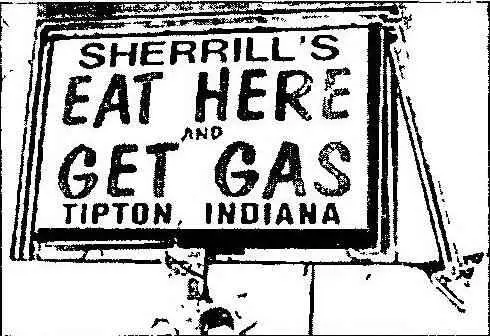 SHERRILL'S
EAT HERE
AND
GET GAS
TIPTON, INDIANA